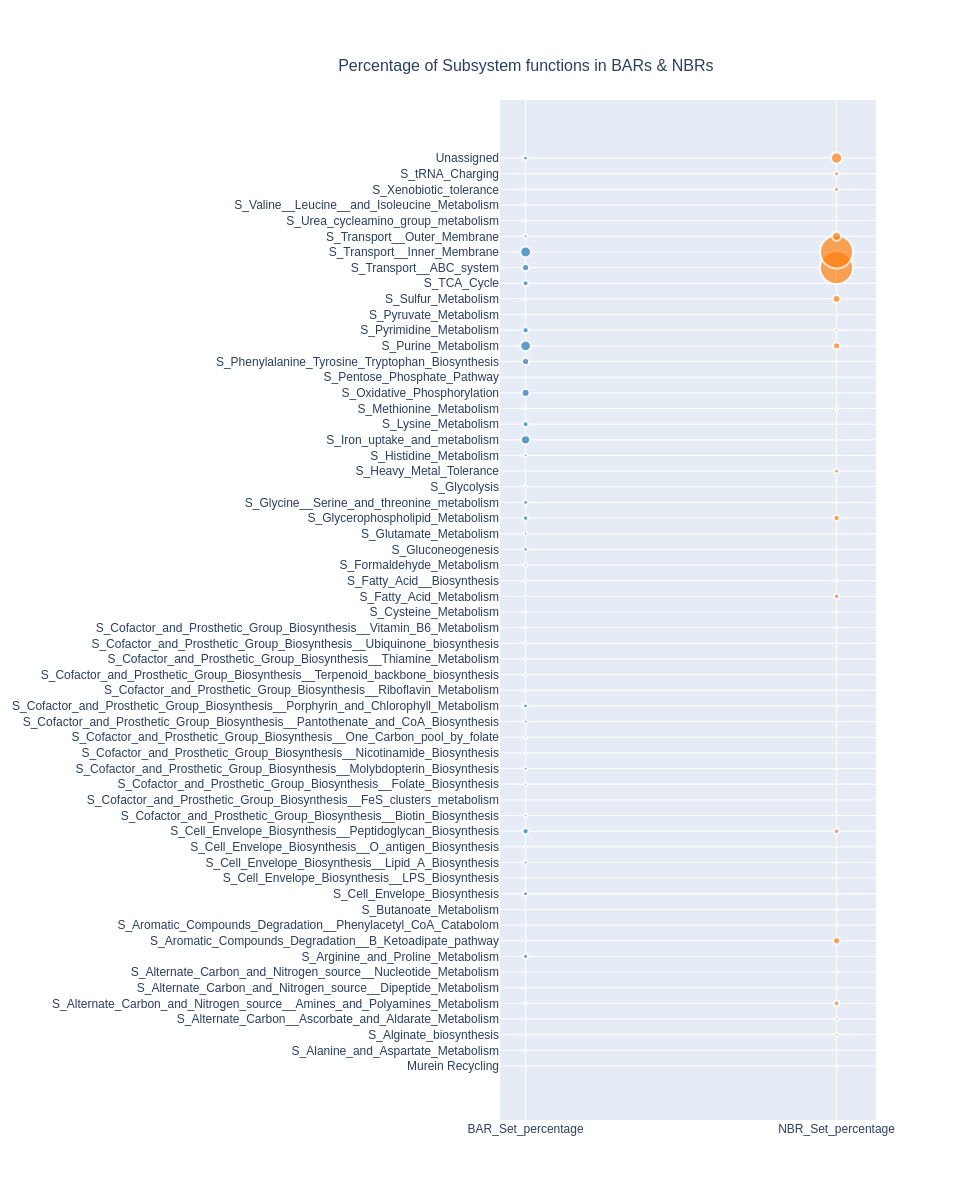 Percentage of Subsystem functions in BARs & NBRs
Unassigned
S_tRNA_Charging
S_Xenobiotic_tolerance
S_Valine__Leucine__and_Isoleucine_Metabolism
S_Urea_cycleamino_group_metabolism
S_Transport__Outer_Membrane
S_Transport__Inner_Membrane
S_Transport__ABC_system
S_TCA_Cycle
S_Sulfur_Metabolism
S_Pyruvate_Metabolism
S_Pyrimidine_Metabolism
S_Purine_Metabolism
S_Phenylalanine_Tyrosine_Tryptophan_Biosynthesis
S_Pentose_Phosphate_Pathway
S_Oxidative_Phosphorylation
S_Methionine_Metabolism
S_Lysine_Metabolism
S_Iron_uptake_and_metabolism
S_Histidine_Metabolism
S_Heavy_Metal_Tolerance
S_Glycolysis
S_Glycine__Serine_and_threonine_metabolism
S_Glycerophospholipid_Metabolism
S_Glutamate_Metabolism
S_Gluconeogenesis
S_Formaldehyde_Metabolism
S_Fatty_Acid__Biosynthesis
S_Fatty_Acid_Metabolism
S_Cysteine_Metabolism
S_Cofactor_and_Prosthetic_Group_Biosynthesis__Vitamin_B6_Metabolism
S_Cofactor_and_Prosthetic_Group_Biosynthesis__Ubiquinone_biosynthesis
S_Cofactor_and_Prosthetic_Group_Biosynthesis__Thiamine_Metabolism
S_Cofactor_and_Prosthetic_Group_Biosynthesis__Terpenoid_backbone_biosynthesis
S_Cofactor_and_Prosthetic_Group_Biosynthesis__Riboflavin_Metabolism
S_Cofactor_and_Prosthetic_Group_Biosynthesis__Porphyrin_and_Chlorophyll_Metabolism
S_Cofactor_and_Prosthetic_Group_Biosynthesis__Pantothenate_and_CoA_Biosynthesis
S_Cofactor_and_Prosthetic_Group_Biosynthesis__One_Carbon_pool_by_folate
S_Cofactor_and_Prosthetic_Group_Biosynthesis__Nicotinamide_Biosynthesis
S_Cofactor_and_Prosthetic_Group_Biosynthesis__Molybdopterin_Biosynthesis
S_Cofactor_and_Prosthetic_Group_Biosynthesis__Folate_Biosynthesis
S_Cofactor_and_Prosthetic_Group_Biosynthesis__FeS_clusters_metabolism
S_Cofactor_and_Prosthetic_Group_Biosynthesis__Biotin_Biosynthesis
S_Cell_Envelope_Biosynthesis__Peptidoglycan_Biosynthesis
S_Cell_Envelope_Biosynthesis__O_antigen_Biosynthesis
S_Cell_Envelope_Biosynthesis__Lipid_A_Biosynthesis
S_Cell_Envelope_Biosynthesis__LPS_Biosynthesis
S_Cell_Envelope_Biosynthesis
S_Butanoate_Metabolism
S_Aromatic_Compounds_Degradation__Phenylacetyl_CoA_Catabolom
S_Aromatic_Compounds_Degradation__B_Ketoadipate_pathway
S_Arginine_and_Proline_Metabolism
S_Alternate_Carbon_and_Nitrogen_source__Nucleotide_Metabolism
S_Alternate_Carbon_and_Nitrogen_source__Dipeptide_Metabolism
S_Alternate_Carbon_and_Nitrogen_source__Amines_and_Polyamines_Metabolism
S_Alternate_Carbon__Ascorbate_and_Aldarate_Metabolism
S_Alginate_biosynthesis
S_Alanine_and_Aspartate_Metabolism
Murein Recycling
BAR_Set_percentage
NBR_Set_percentage